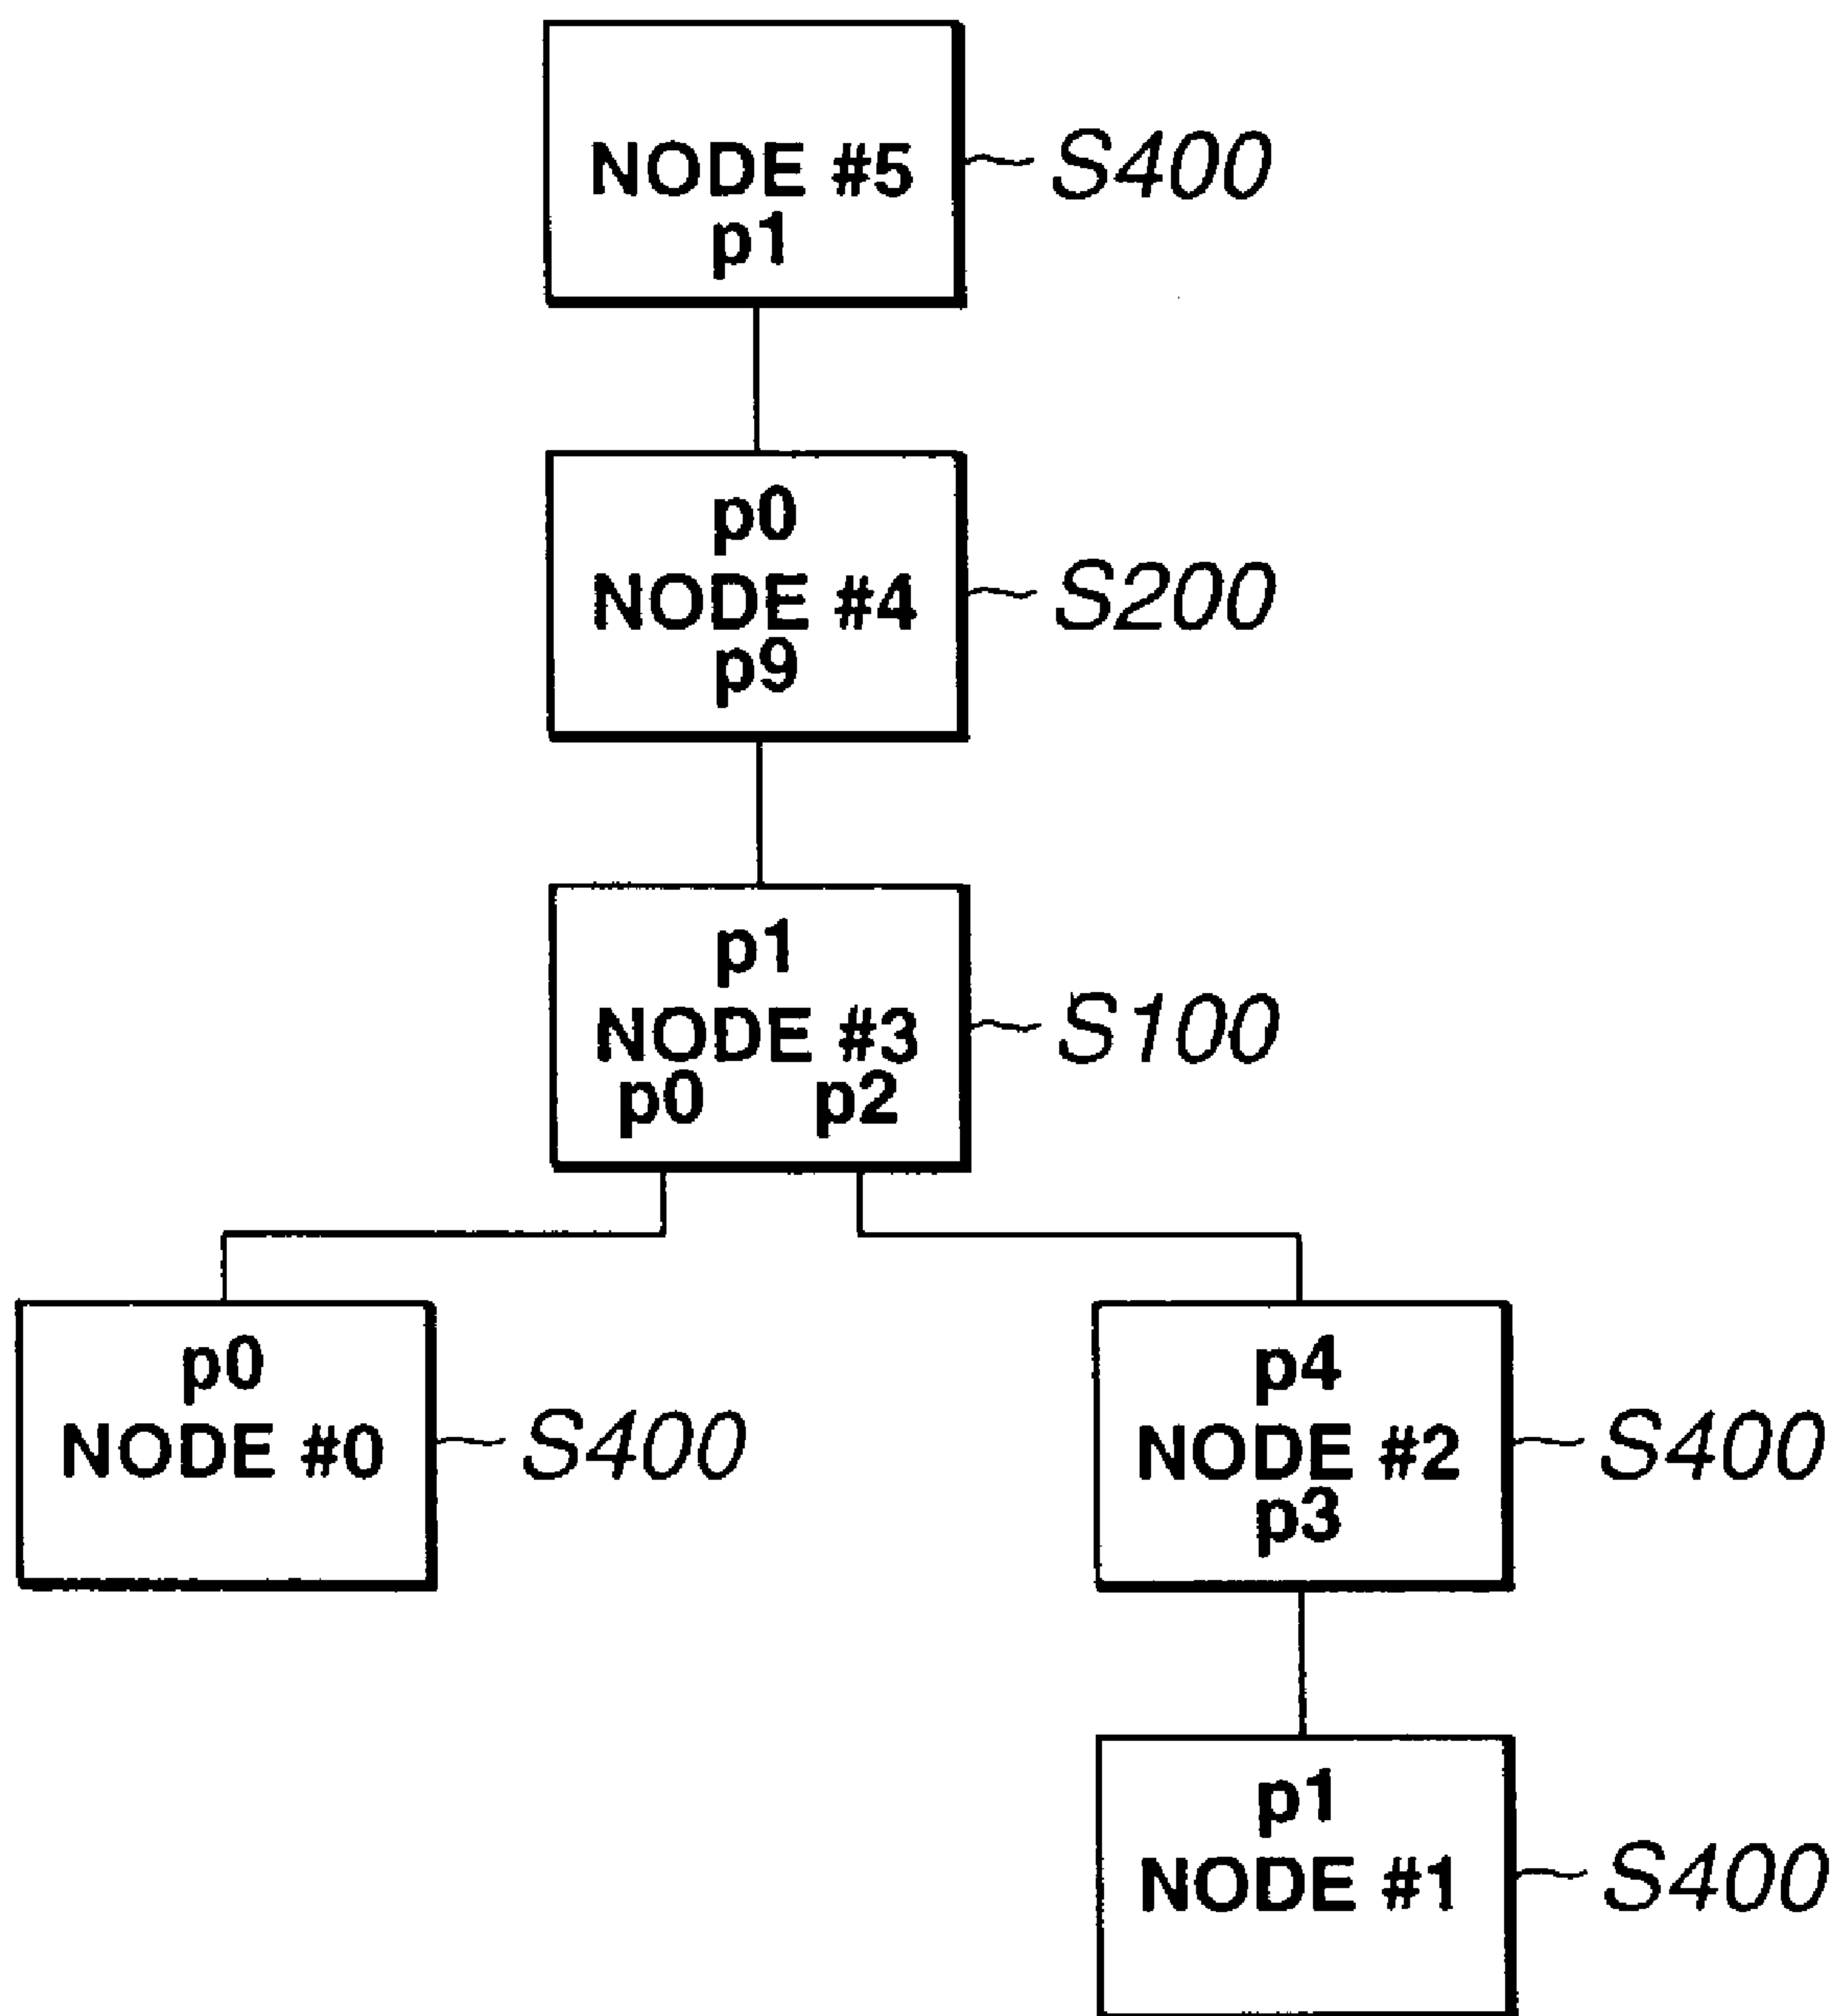 NODE #5
p1
S400
p0
NODE #4
p9
S200
p1
NODE #3
p0 p2
S100
p0
NODE #0
S400
p4
NODE #2
p3
S400
p1
NODE #1
S400